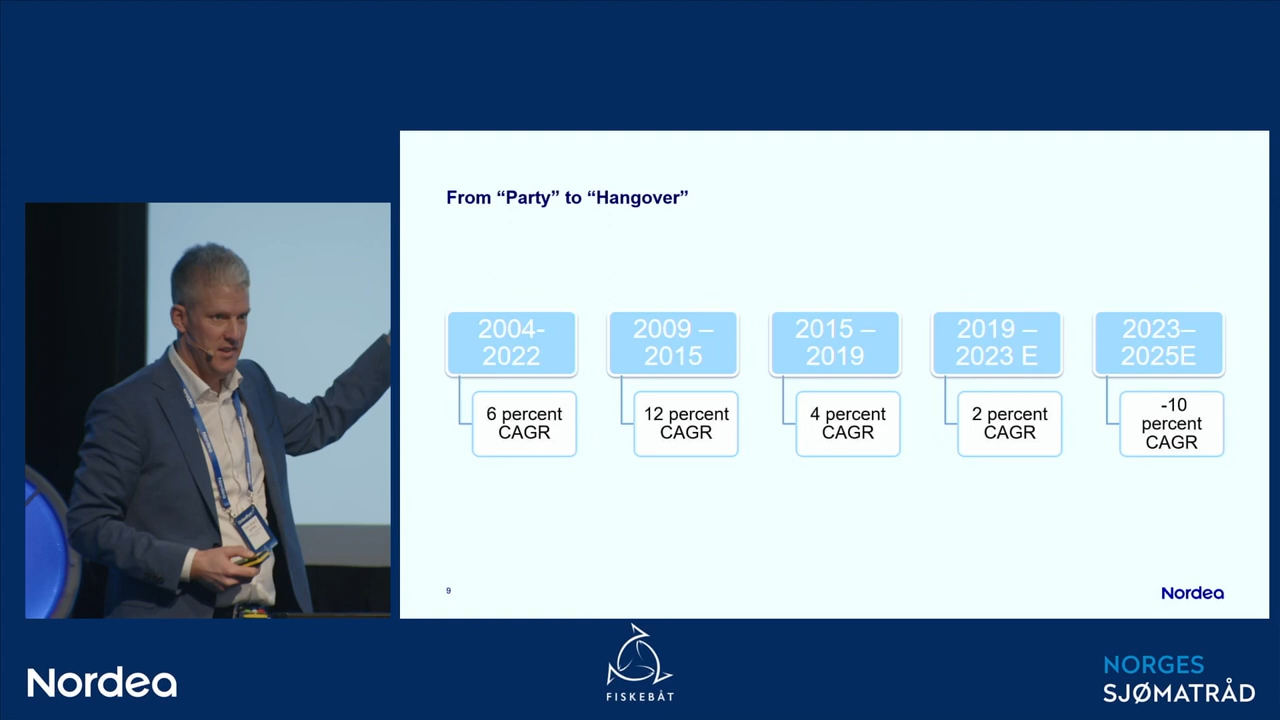 From “Party” to “Hangover”
2004-
2022
6 percent
CAGR
2009 –
2015
12 percent
CAGR
2015 –
2019
4 percent
CAGR
2019 –
2023 E
2 percent
CAGR
2023–
2025E
-10
percent
CAGR
9
Nordea
Nordea
FISKEBÅT
NORGES
SJØMATRÅD